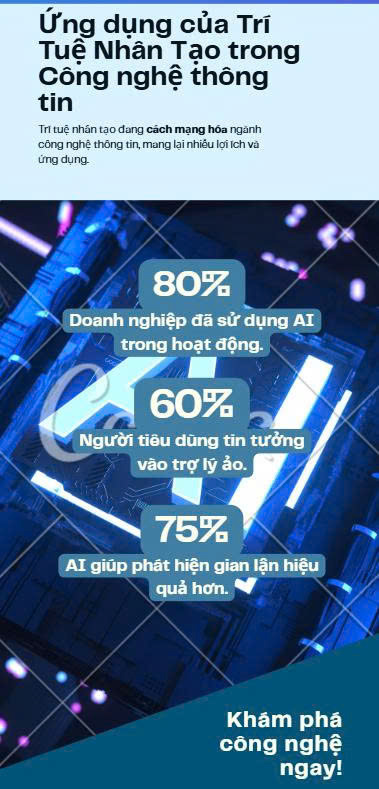 Ứng dụng của Trí
Tuệ Nhân Tạo trong
Công nghệ thông
tin
Trí tuệ nhân tạo đang cách mạng hóa ngành
công nghệ thông tin, mang lại nhiều lợi ích và
ứng dụng.
80%
Doanh nghiệp đã sử dụng AI
trong hoạt động.
60%
Người tiêu dùng tin tưởng
vào trợ lý ảo.
75%
AI giúp phát hiện gian lận hiệu
quả hơn.
AI
Khám phá
công nghệ
ngay!